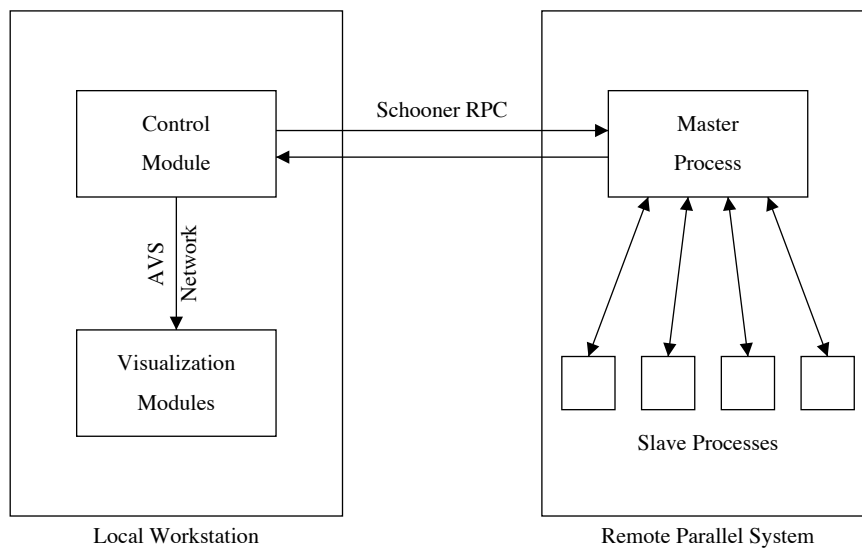 Schooner RPC
Control
Module
Master
Process
AVS
Network
Visualization
Modules
Slave Processes
Local Workstation
Remote Parallel System